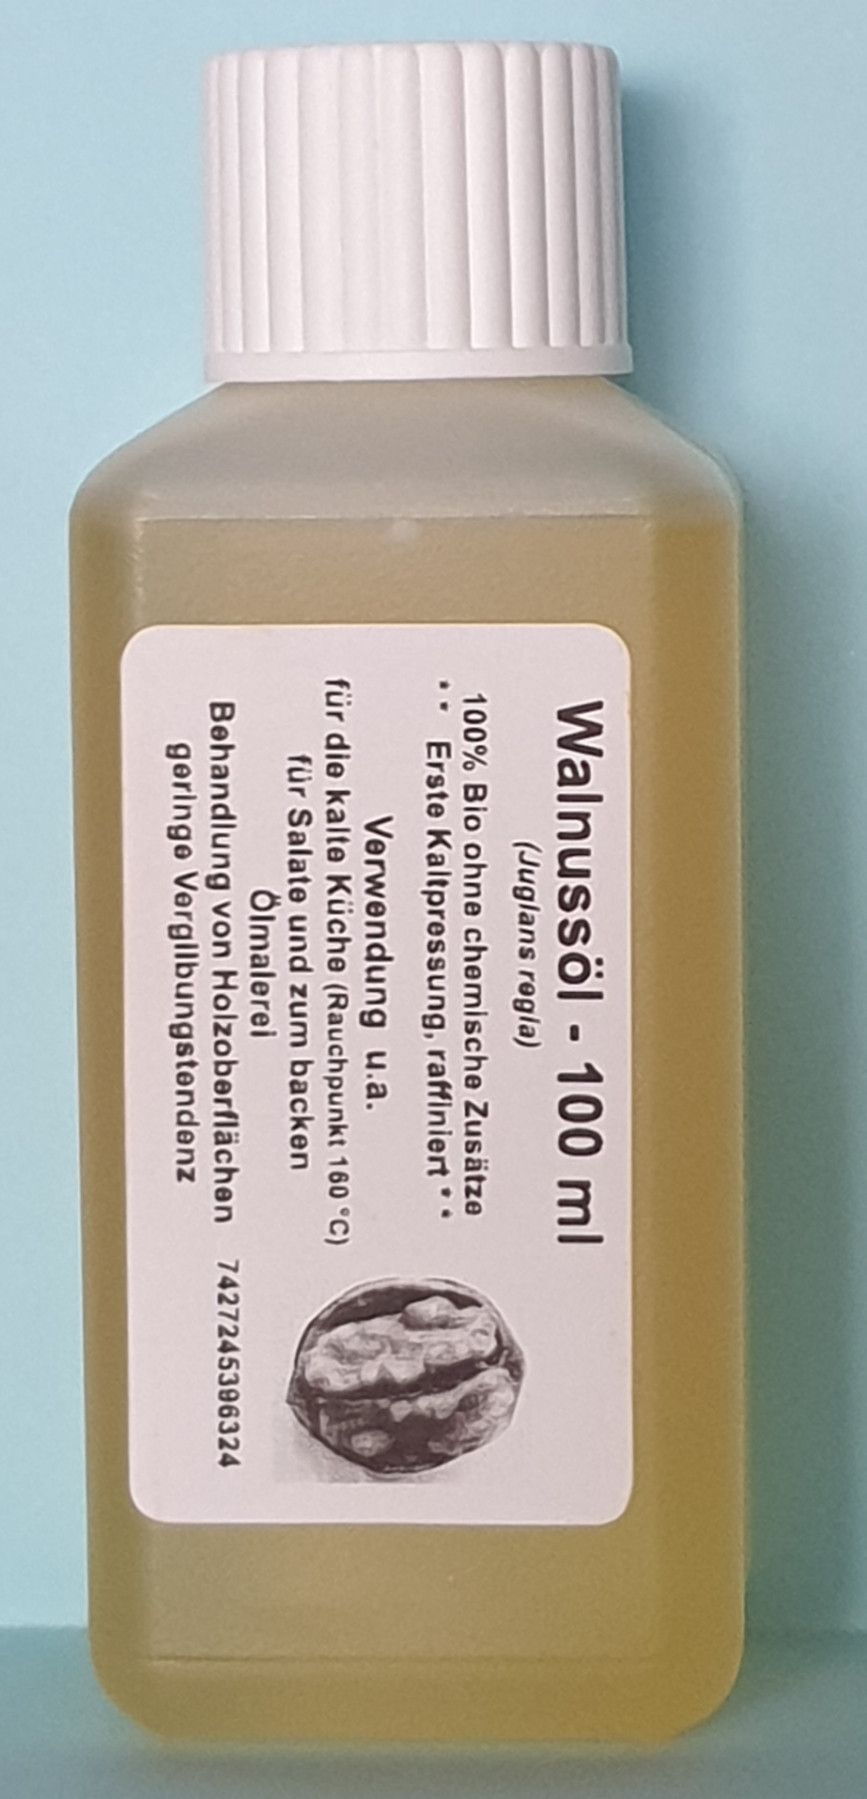 Walnussöl - 100 ml
(Juglans regia)
100% Bio ohne chemische Zusätze
** Erste Kaltpressung, raffiniert **
Verwendung u.a.
für die kalte Küche (Rauchpunkt 160 °C)
für Salate und zum backen
Ölmalerei
Behandlung von Holzoberflächen
geringe Vergilbungstendenz
7427245396324